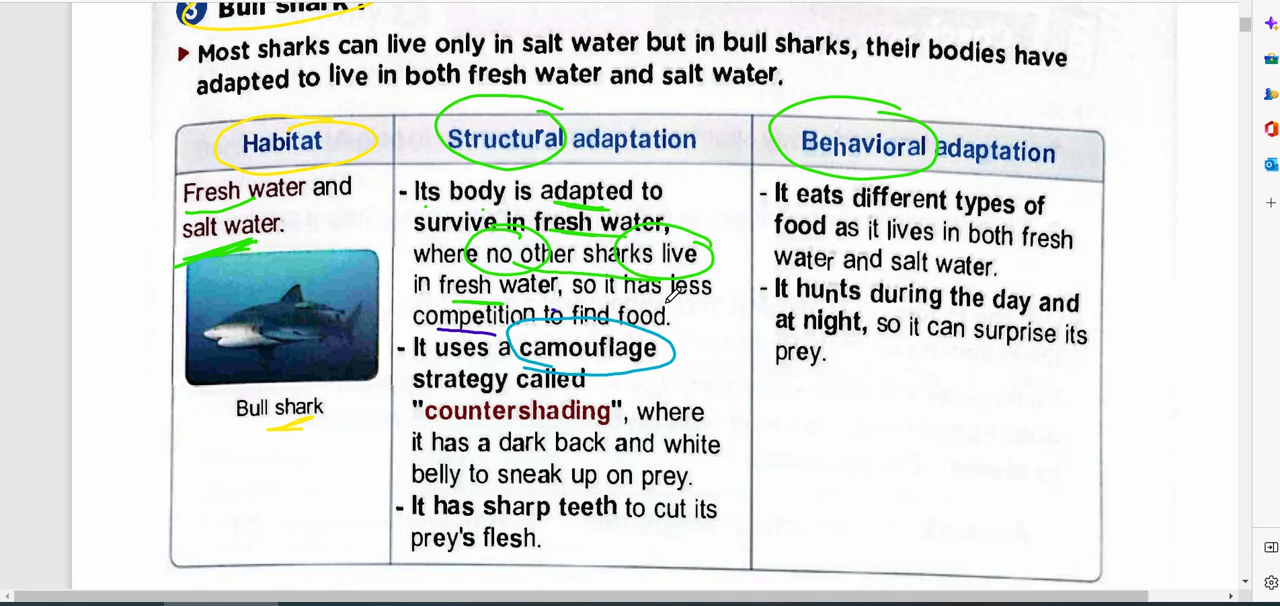 3 Bull shark :
Most sharks can live only in salt water but in bull sharks, their bodies have
adapted to live in both fresh water and salt water.
Habitat
Structural adaptation
Behavioral adaptation
Fresh water and
salt water.
Bull shark
- Its body is adapted to
survive in fresh water,
where no other sharks live
in fresh water, so it has less
competition to find food.
- It uses a camouflage
strategy called
"countershading", where
it has a dark back and white
belly to sneak up on prey.
- It has sharp teeth to cut its
prey's flesh.
- It eats different types of
food as it lives in both fresh
water and salt water.
- It hunts during the day and
at night, so it can surprise its
prey.